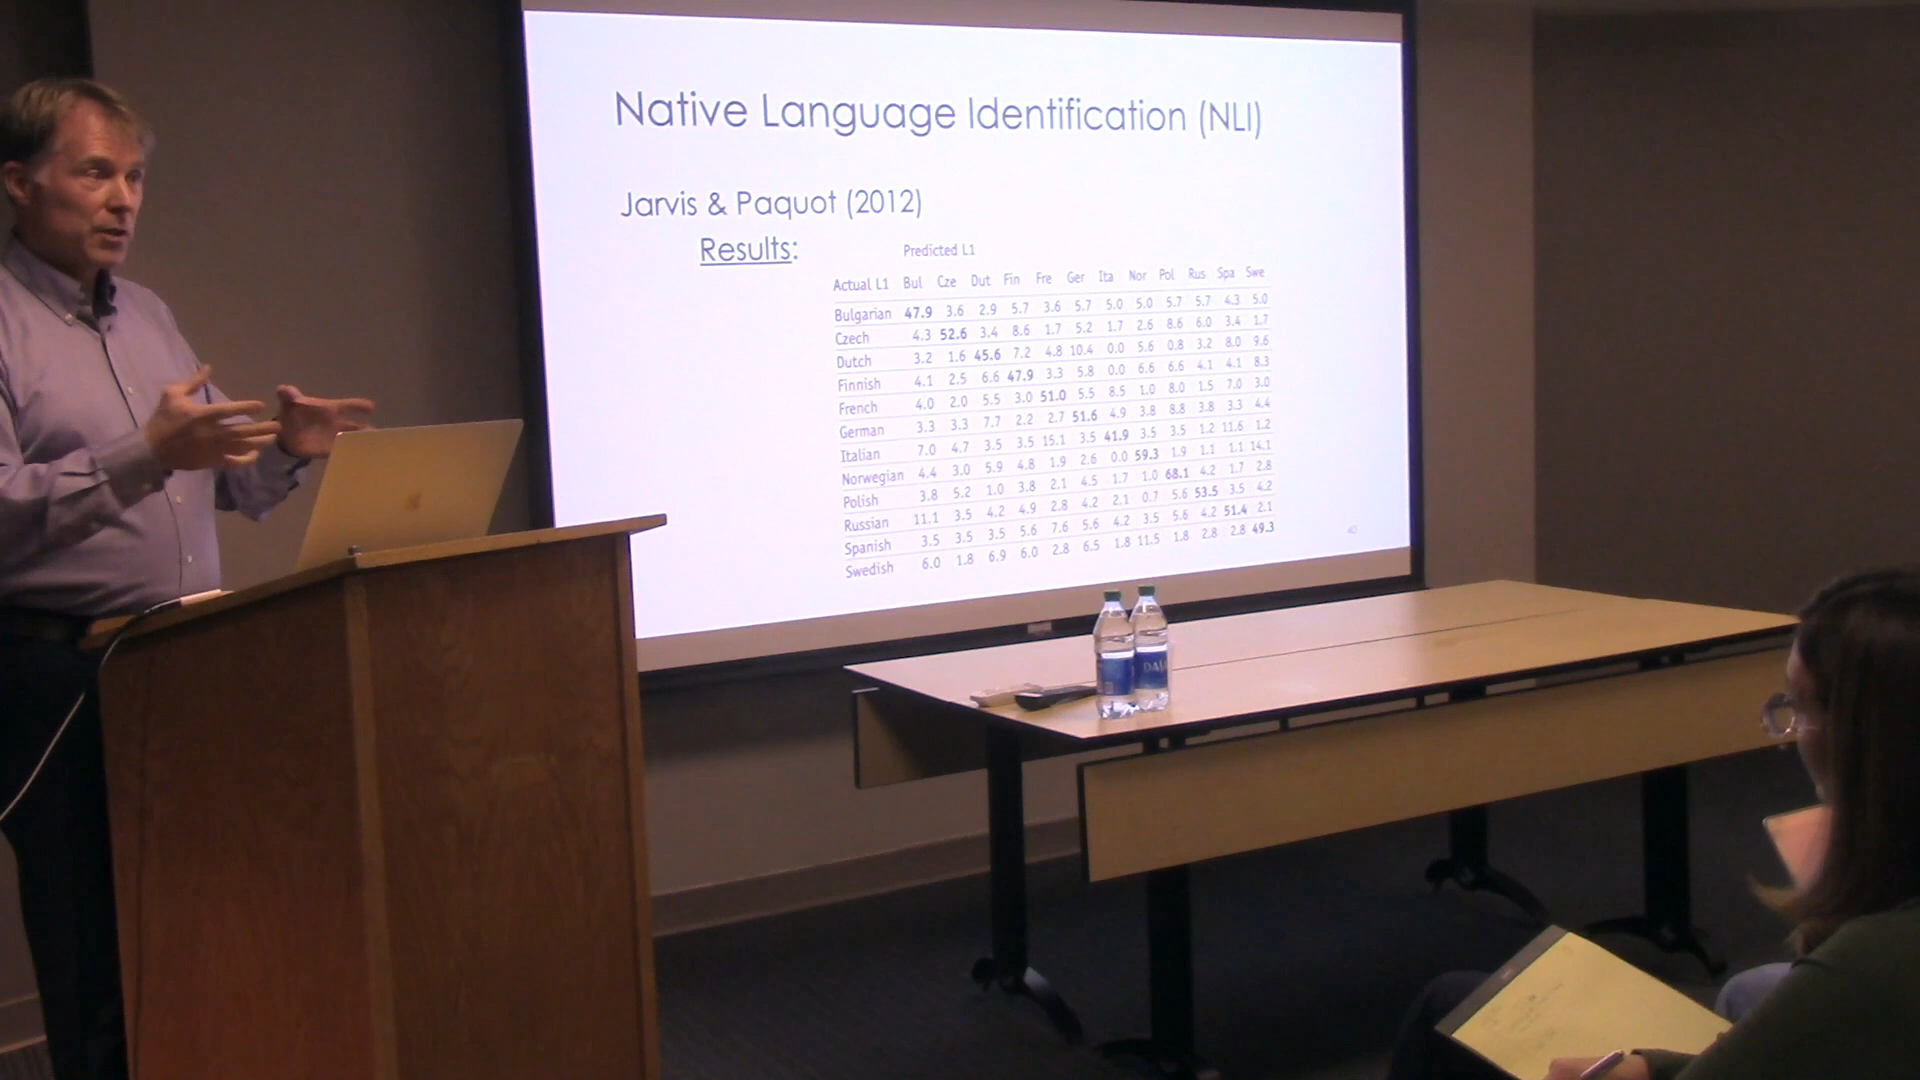 Native Language Identification (NLI)
Jarvis & Paquot (2012)
Results:
Predicted L1
Actual L1 Bul Cze Dut Fin Fre Ger Ita Nor Pol Rus Spa Swe
Bulgarian 47.9 3.6 2.9 5.7 3.6 5.7 5.0 5.0 5.7 5.7 4.3 5.0
Czech 4.3 52.6 3.4 8.6 1.7 5.2 1.7 2.6 8.6 6.0 3.4 1.7
Dutch 3.2 1.6 45.6 7.2 4.8 10.4 0.0 5.6 0.8 3.2 8.0 9.6
Finnish 4.1 2.5 6.6 47.9 3.3 5.8 0.0 6.6 6.6 4.1 4.1 8.3
French 4.0 2.0 5.5 3.0 51.0 5.5 8.5 1.0 8.0 1.5 7.0 3.0
German 3.3 3.3 7.7 2.2 2.7 51.6 4.9 3.8 8.8 3.8 3.3 4.4
Italian 7.0 4.7 3.5 3.5 15.1 3.5 41.9 3.5 3.5 1.2 11.6 1.2
Norwegian 4.4 3.0 5.9 4.8 1.9 2.6 0.0 59.3 1.9 1.1 1.1 14.1
Polish 3.8 5.2 1.0 3.8 2.1 4.5 1.7 1.0 68.1 4.2 1.7 2.8
Russian 11.1 3.5 4.2 4.9 2.8 4.2 2.1 0.7 5.6 53.5 3.5 4.2
Spanish 3.5 3.5 3.5 5.6 7.6 5.6 4.2 3.5 5.6 4.2 51.4 2.1
Swedish 6.0 1.8 6.9 6.0 2.8 6.5 1.8 11.5 1.8 2.8 2.8 49.3
40